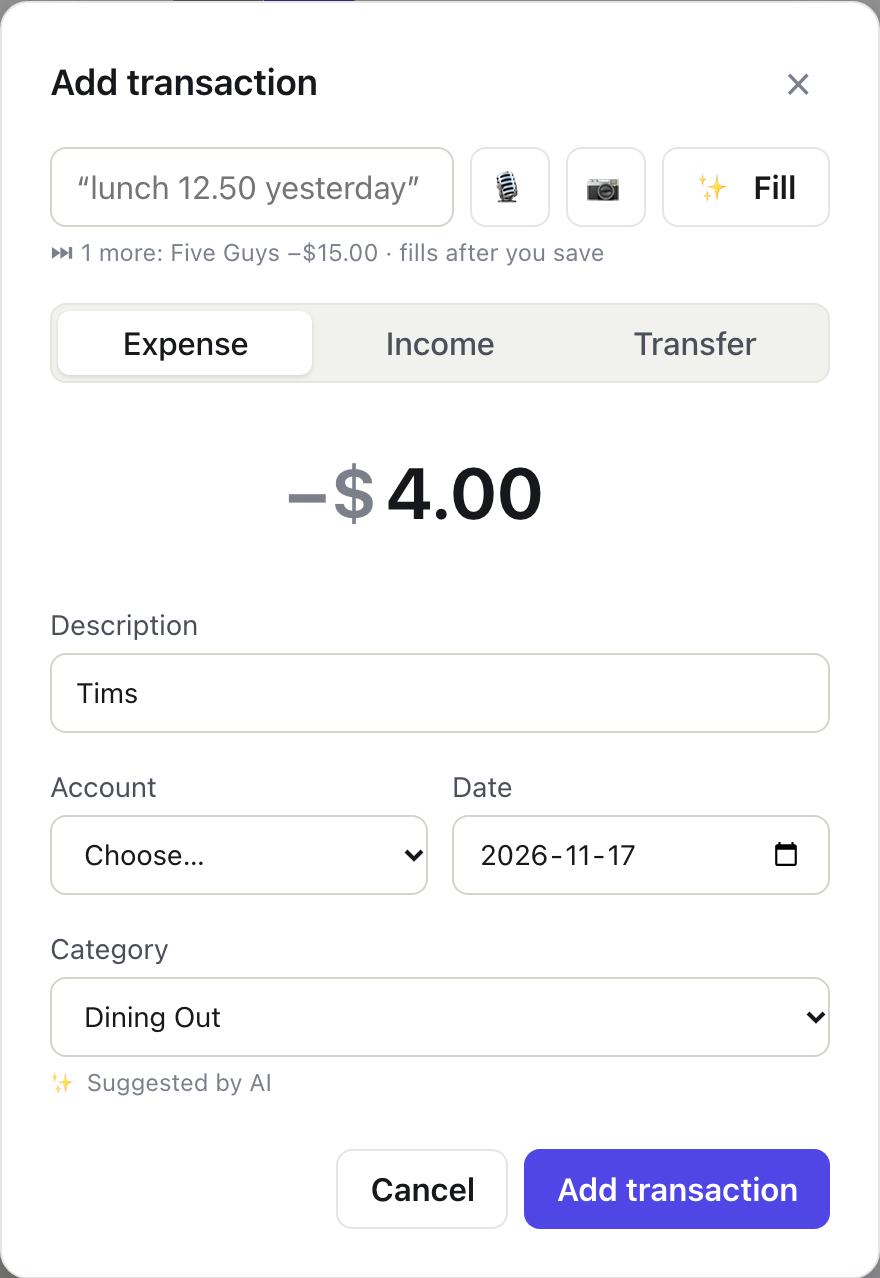 Add transaction
“lunch 12.50 yesterday”
Fill
1 more: Five Guys −$15.00 · fills after you save
Expense Income Transfer
−$ 4.00
Description
Tims
Account Date
Choose... 2026-11-17
Category
Dining Out
Suggested by AI
Cancel Add transaction